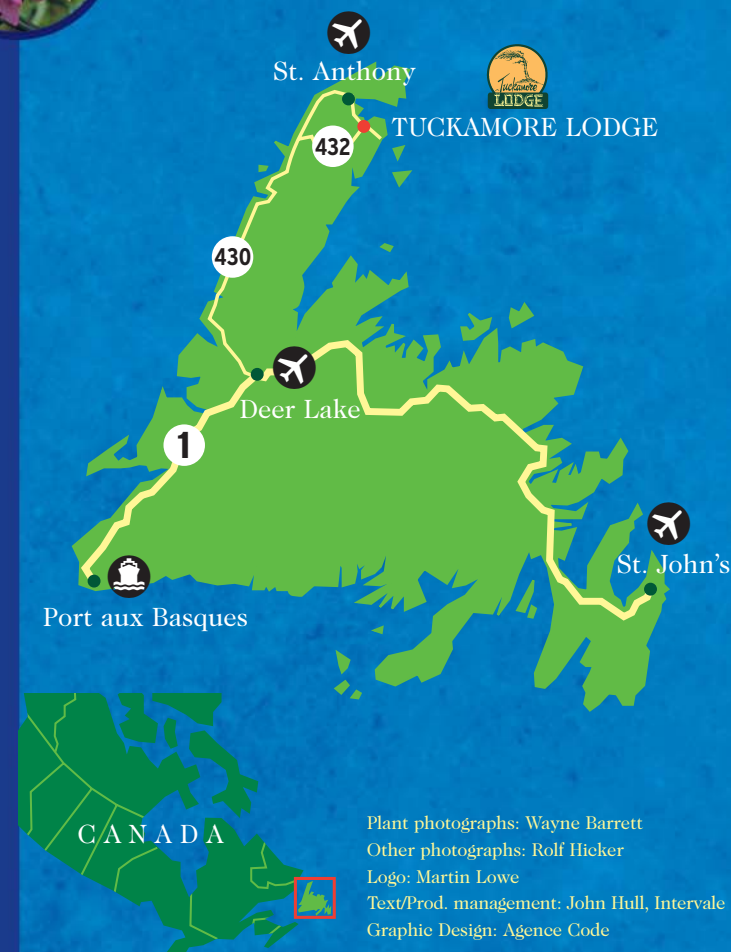 St. Anthony
Tuckamore
LODGE
TUCKAMORE LODGE
432
430
Deer Lake
1
St. John's
Port aux Basques
CANADA
Plant photographs: Wayne Barrett
Other photographs: Rolf Hicker
Logo: Martin Lowe
Text/Prod. management: John Hull, Intervale
Graphic Design: Agence Code